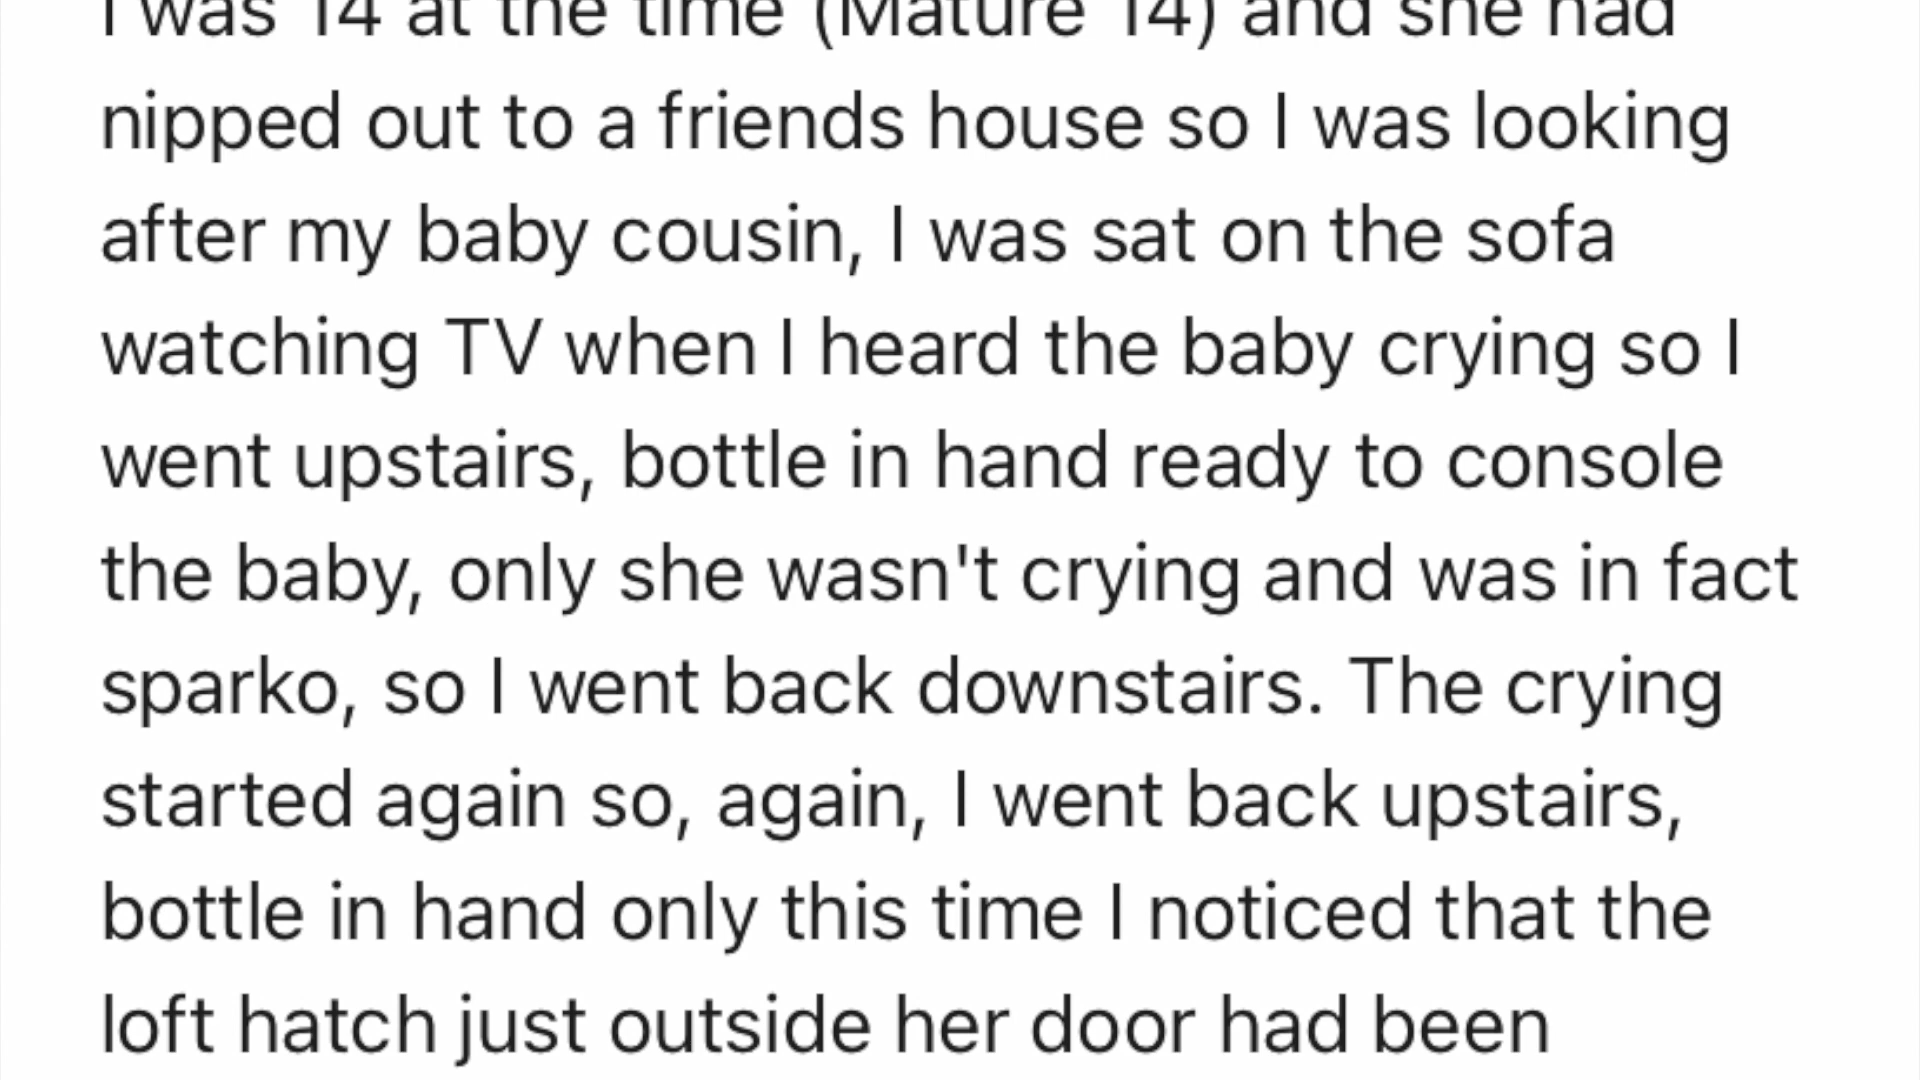 I was 14 at the time (Mature 14) and she had
nipped out to a friends house so I was looking
after my baby cousin, I was sat on the sofa
watching TV when I heard the baby crying so I
went upstairs, bottle in hand ready to console
the baby, only she wasn't crying and was in fact
sparko, so I went back downstairs. The crying
started again so, again, I went back upstairs,
bottle in hand only this time I noticed that the
loft hatch just outside her door had been